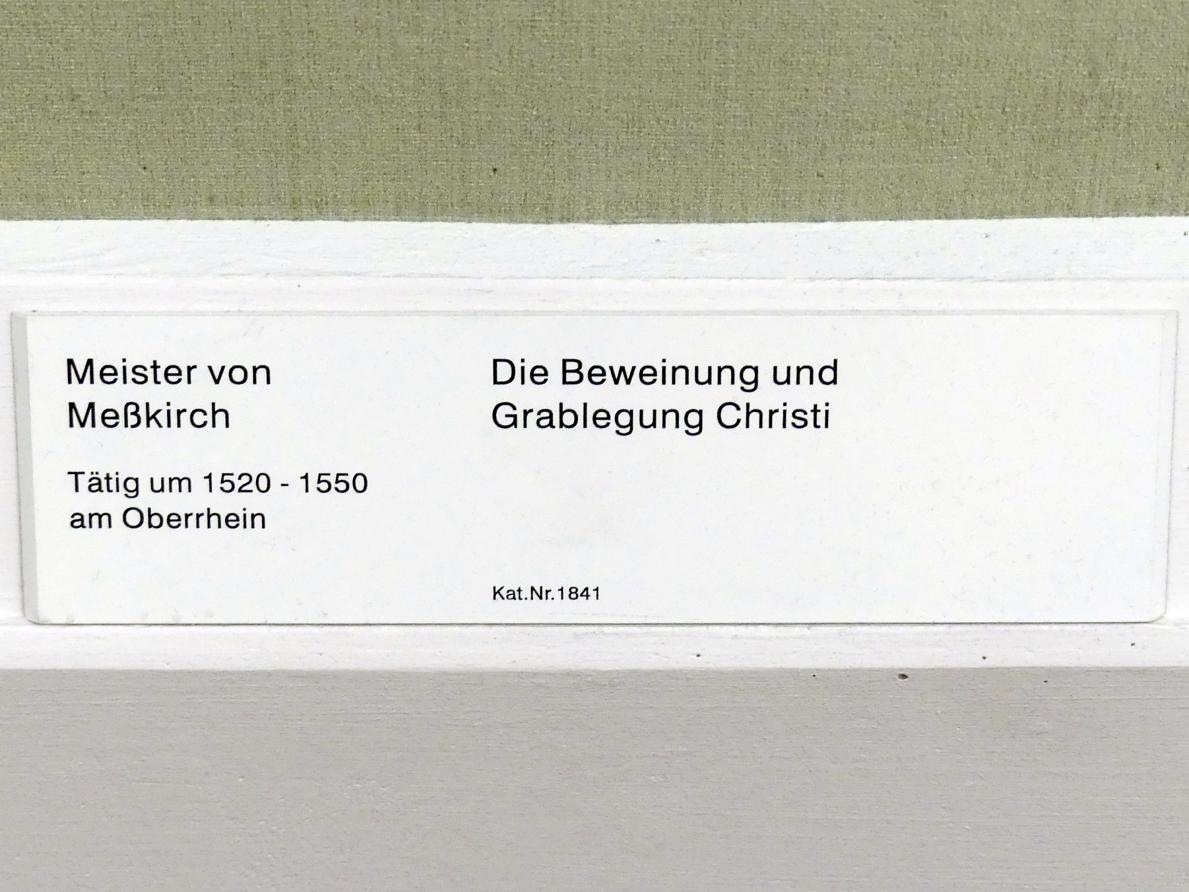 Meister von
Meßkirch
Tätig um 1520 - 1550
am Oberrhein
Die Beweinung und
Grablegung Christi
Kat.Nr.1841